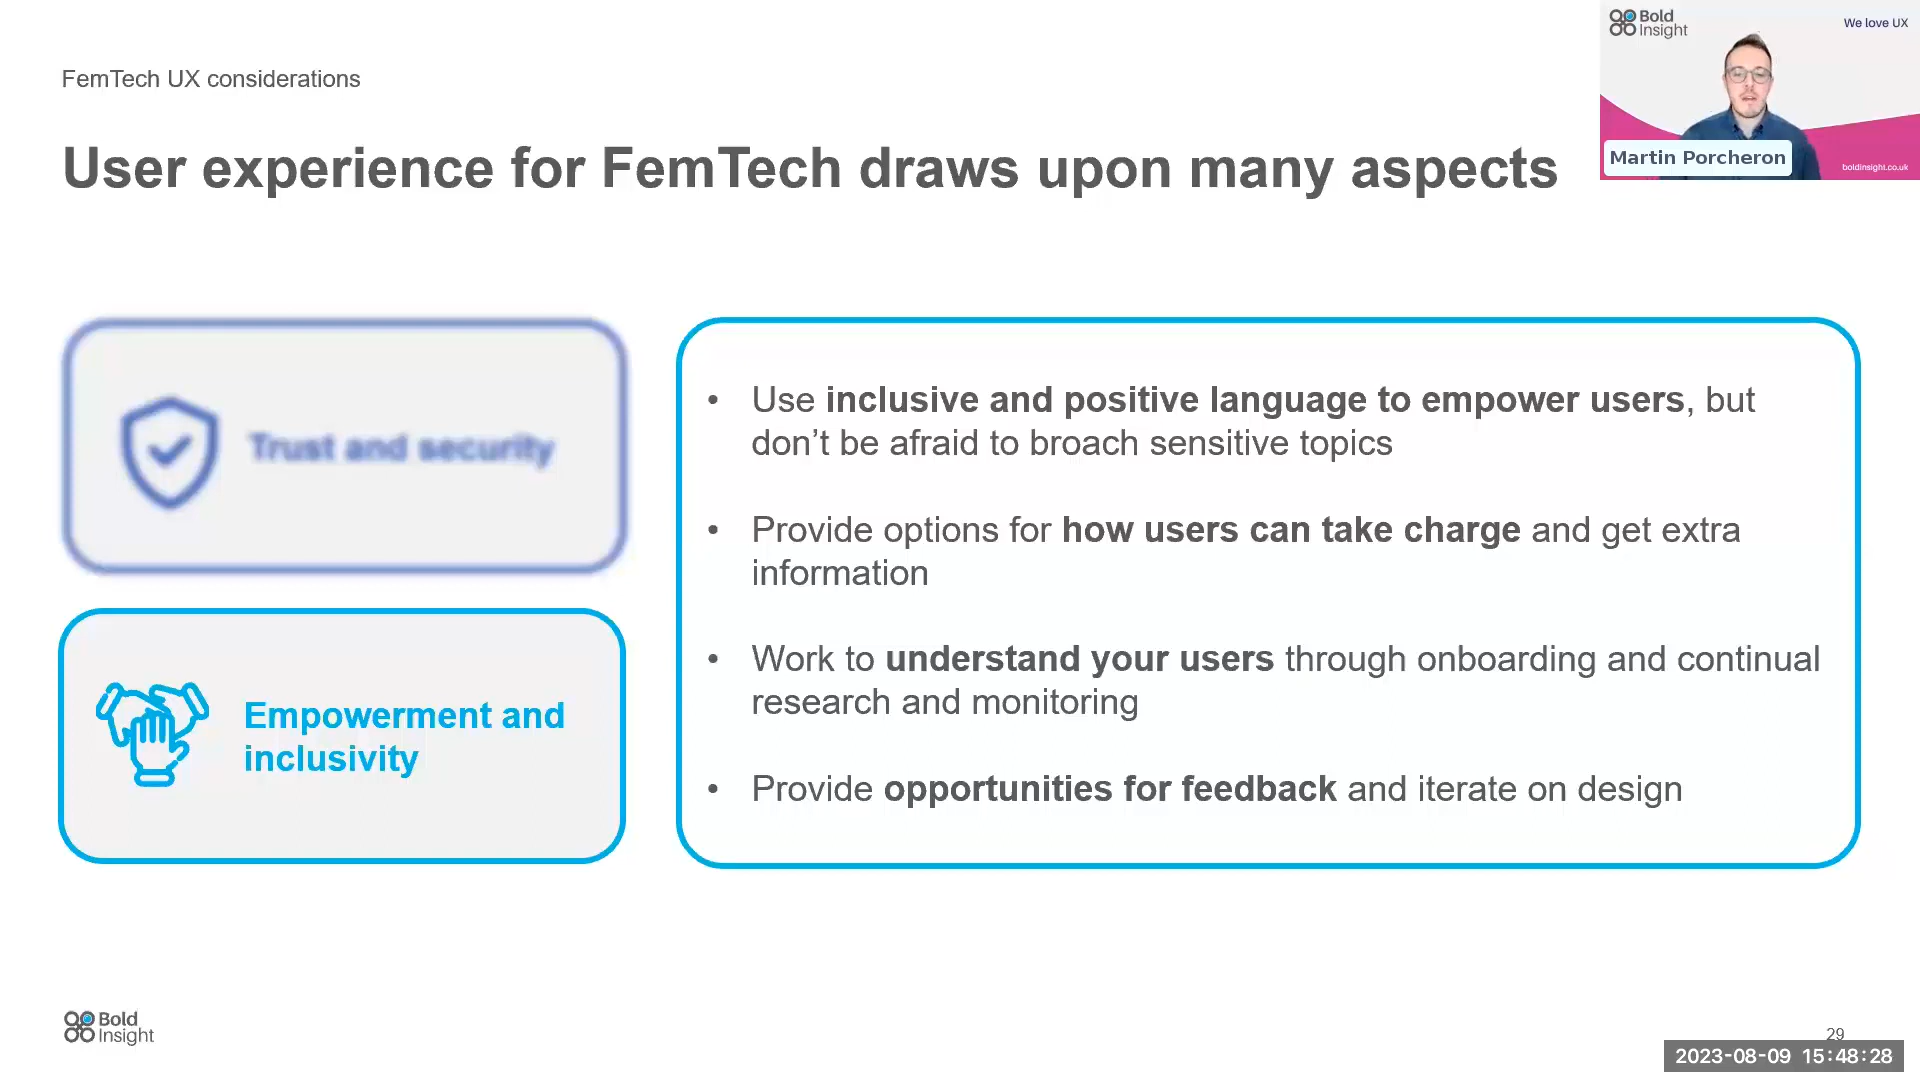 Bold
Insight
We love UX
FemTech UX considerations
User experience for FemTech draws upon many aspects
Martin Porcheron
boldinsight.co.uk
Trust and security
Empowerment and
inclusivity
• Use inclusive and positive language to empower users, but
don’t be afraid to broach sensitive topics
• Provide options for how users can take charge and get extra
information
• Work to understand your users through onboarding and continual
research and monitoring
• Provide opportunities for feedback and iterate on design
Bold
Insight
29
2023-08-09 15:48:28